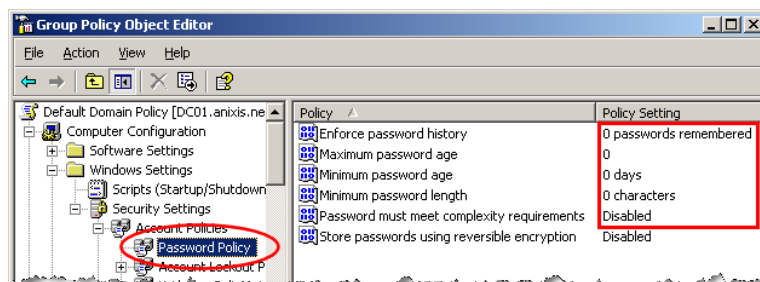 Group Policy Object Editor
File Action View Help
Default Domain Policy [DC01.anixis.ne
Computer Configuration
Software Settings
Windows Settings
Scripts (Startup/Shutdown
Security Settings
Account Policies
Password Policy
Account Lockout P
Policy Policy Setting
Enforce password history 0 passwords remembered
Maximum password age 0
Minimum password age 0 days
Minimum password length 0 characters
Password must meet complexity requirements Disabled
Store passwords using reversible encryption Disabled